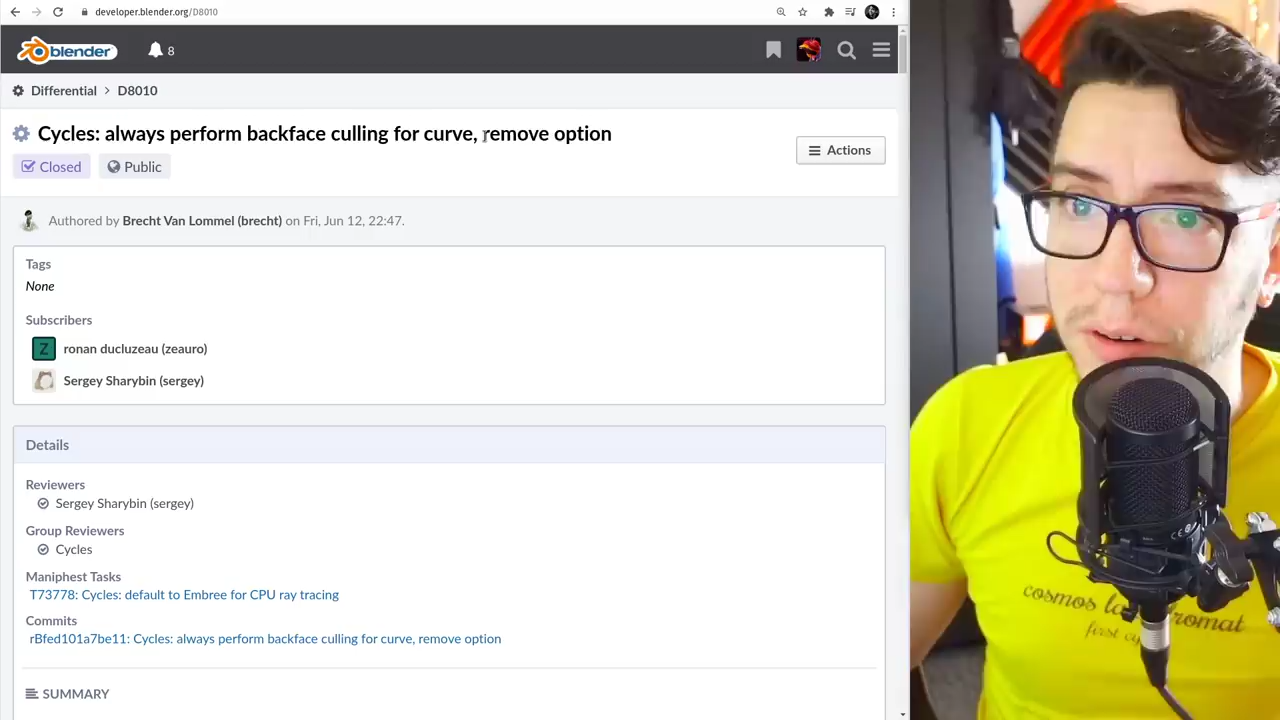 developer.blender.org/D8010
blender
8
Differential > D8010
Cycles: always perform backface culling for curve, remove option
Closed
Public
Actions
Authored by Brecht Van Lommel (brecht) on Fri, Jun 12, 22:47.
Tags
None
Subscribers
Z
ronan ducluzeau (zeauro)
Sergey Sharybin (sergey)
Details
Reviewers
Sergey Sharybin (sergey)
Group Reviewers
Cycles
Maniphest Tasks
T73778: Cycles: default to Embree for CPU ray tracing
Commits
rBfed101a7be11: Cycles: always perform backface culling for curve, remove option
SUMMARY
cosmos
first